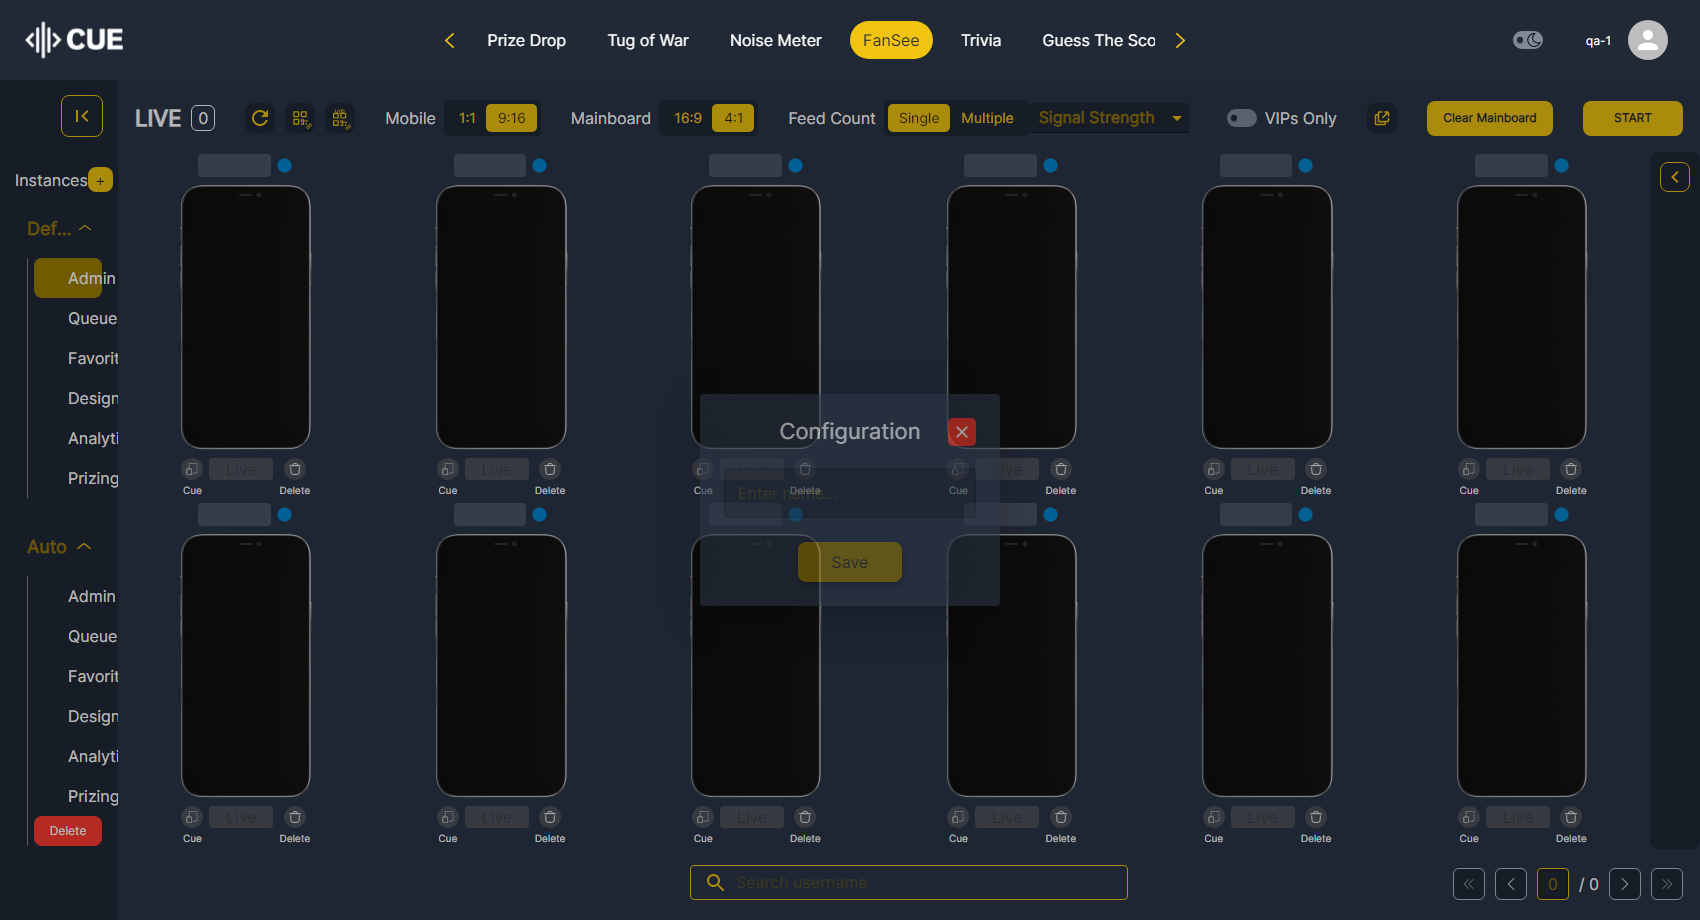 CUE
Prize Drop Tug of War Noise Meter FanSee Trivia Guess The Sco
qa-1
LIVE 0
Mobile 1:1 9:16
Mainboard 16:9 4:1
Feed Count Single Multiple
Signal Strength
VIPs Only
Clear Mainboard
START
Instances +
Def...
Admin
Queue
Favorit
Design
Analyti
Prizing
Auto
Admin
Queue
Favorit
Design
Analyti
Prizing
Delete
Live Live Live Live Live Live
Cue Delete Cue Delete Cue Delete Cue Delete Cue Delete Cue Delete
Configuration
Enter name...
Save
Live Live Live Live Live Live
Cue Delete Cue Delete Cue Delete Cue Delete Cue Delete Cue Delete
Search username
0 / 0